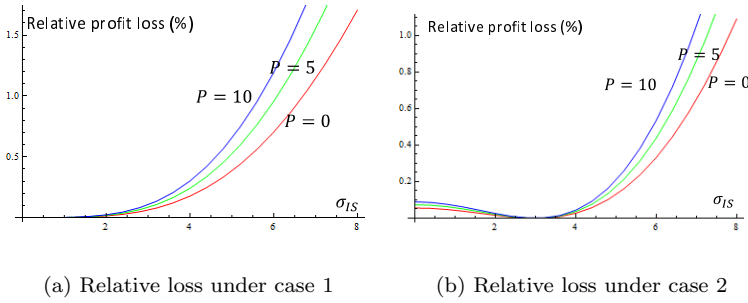 Relative profit loss (%)
1.5
1.0
0.5
2
4
6
8
P = 10
P = 5
P = 0
σ_IS
Relative profit loss (%)
1.0
0.8
0.6
0.4
0.2
2
4
6
8
P = 10
P = 5
P = 0
σ_IS
(a) Relative loss under case 1
(b) Relative loss under case 2